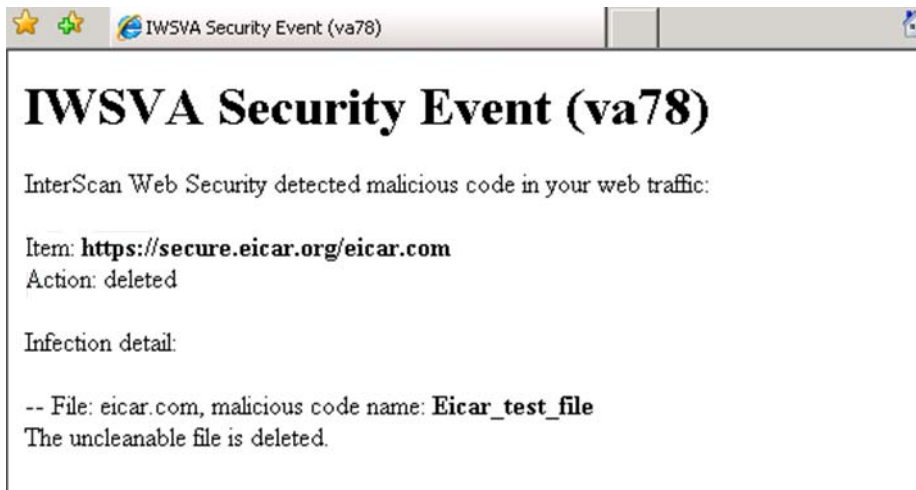 IWSVA Security Event (va78)
IWSVA Security Event (va78)
InterScan Web Security detected malicious code in your web traffic:
Item: https://secure.eicar.org/eicar.com
Action: deleted
Infection detail:
-- File: eicar.com, malicious code name: Eicar_test_file
The uncleanable file is deleted.